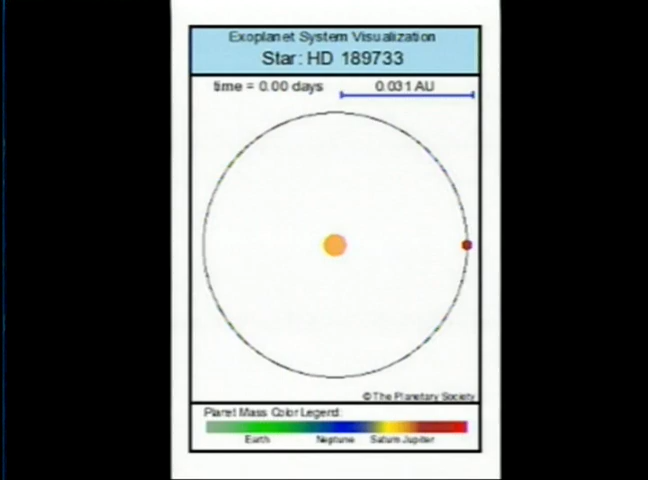 Exoplanet System Visualization
Star: HD 189733
time = 0.00 days
0.031 AU
©The Planetary Society
Planet Mass Color Legend:
Earth Neptune Saturn Jupiter